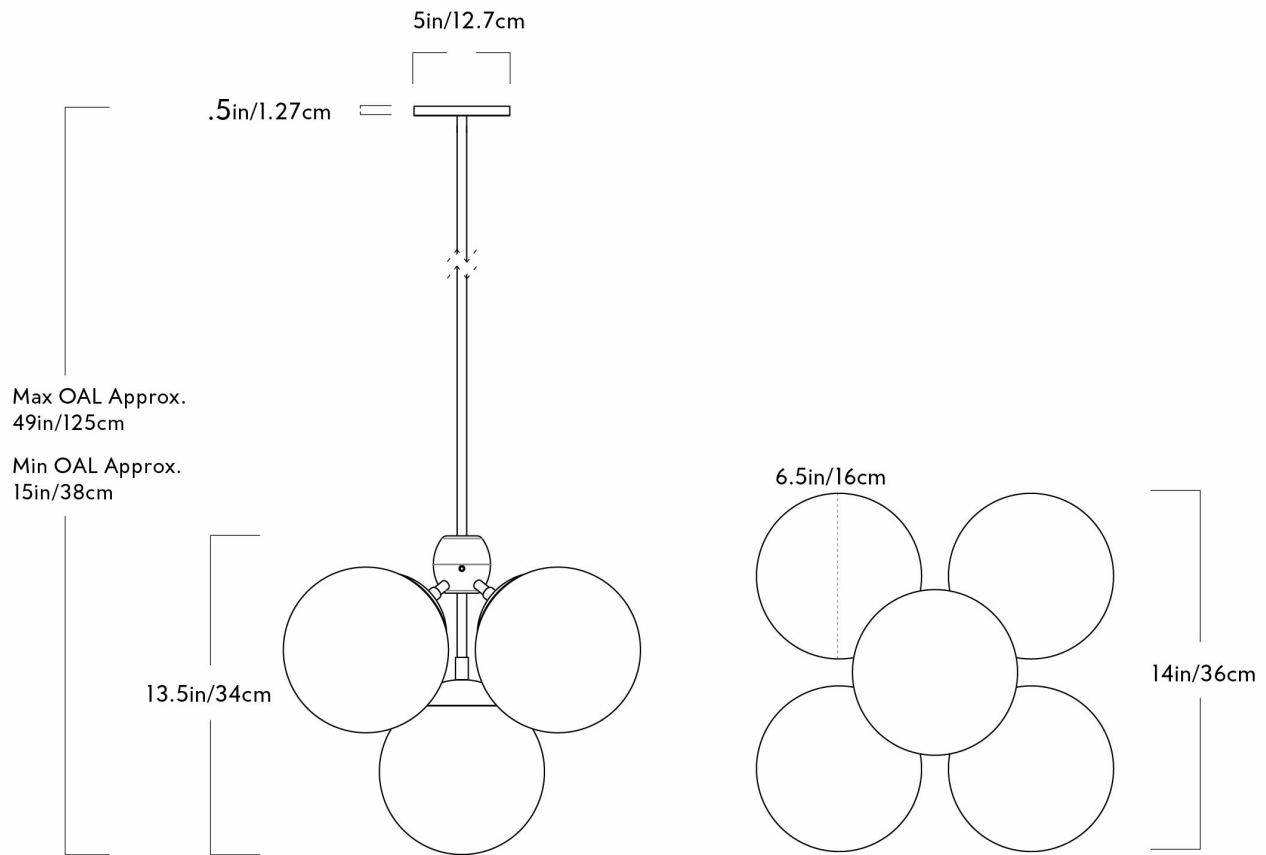 5in/12.7cm
.5in/1.27cm
Max OAL Approx.
49in/125cm
Min OAL Approx.
15in/38cm
6.5in/16cm
13.5in/34cm
14in/36cm